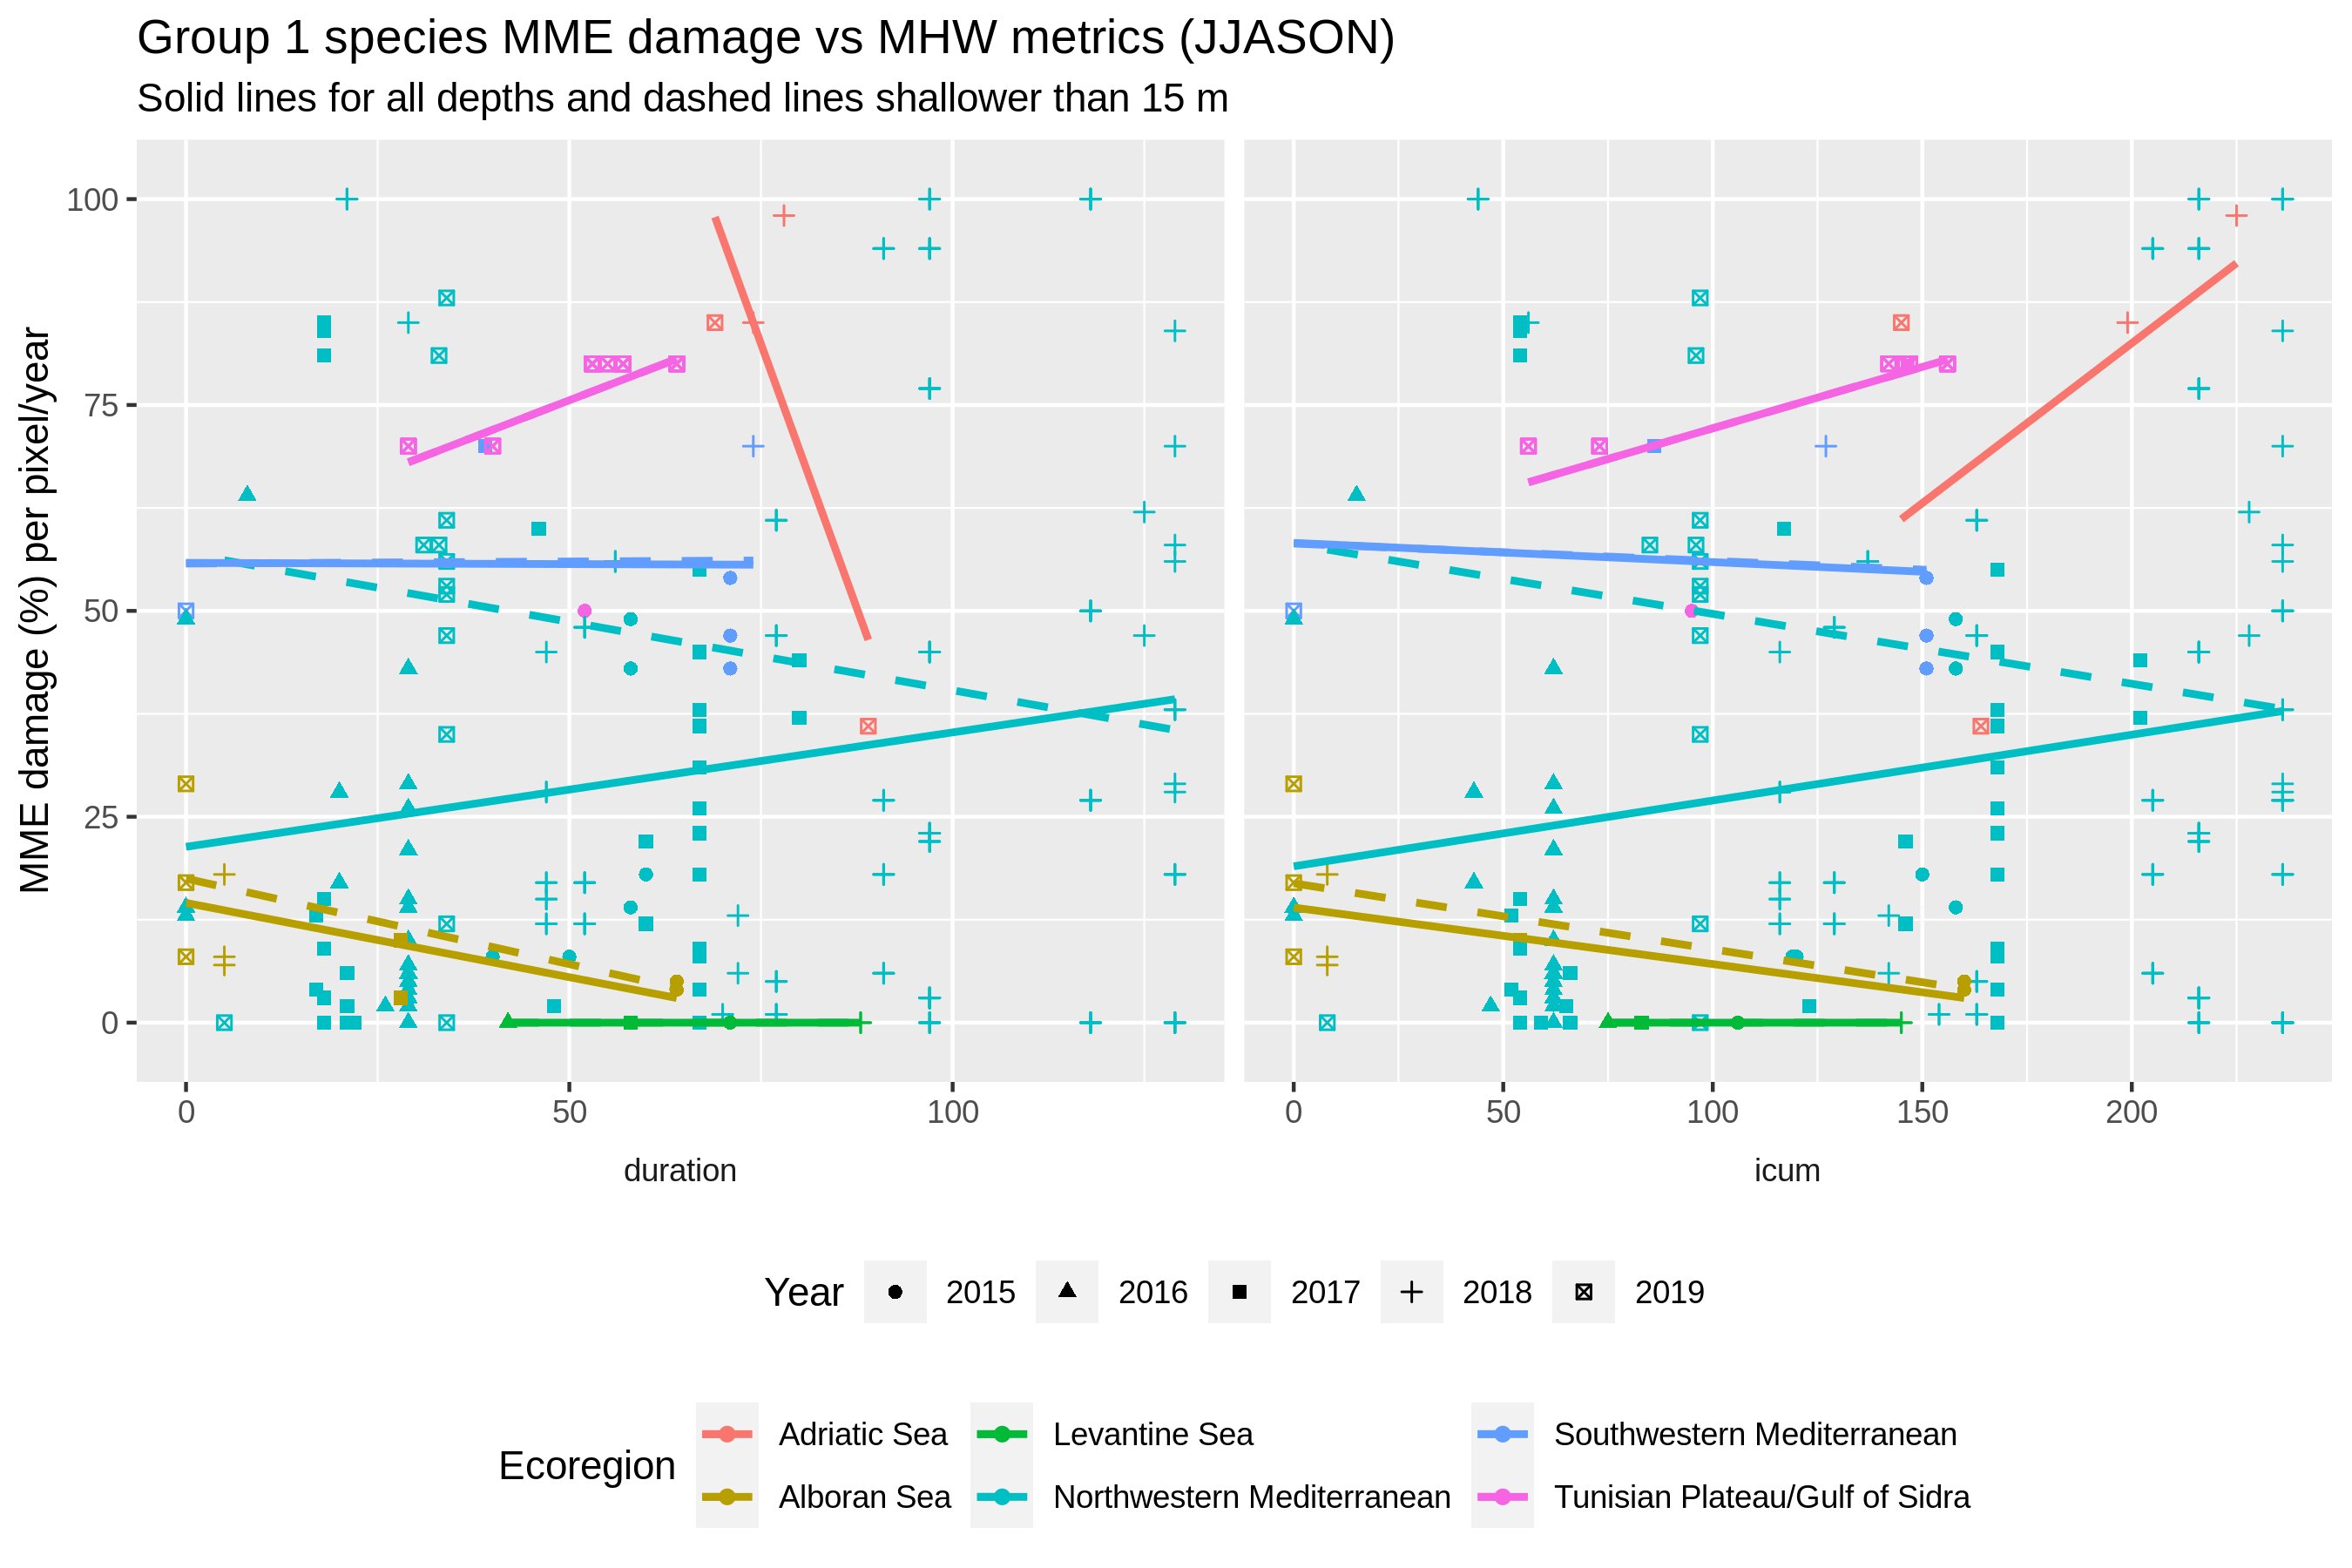 Group 1 species MME damage vs MHW metrics (JJASON)
Solid lines for all depths and dashed lines shallower than 15 m
MME damage (%) per pixel/year
100
75
50
25
0
0 50 100
0 50 100 150 200
duration
icum
Year 2015 2016 2017 2018 2019
Ecoregion
Adriatic Sea Levantine Sea Southwestern Mediterranean
Alboran Sea Northwestern Mediterranean Tunisian Plateau/Gulf of Sidra